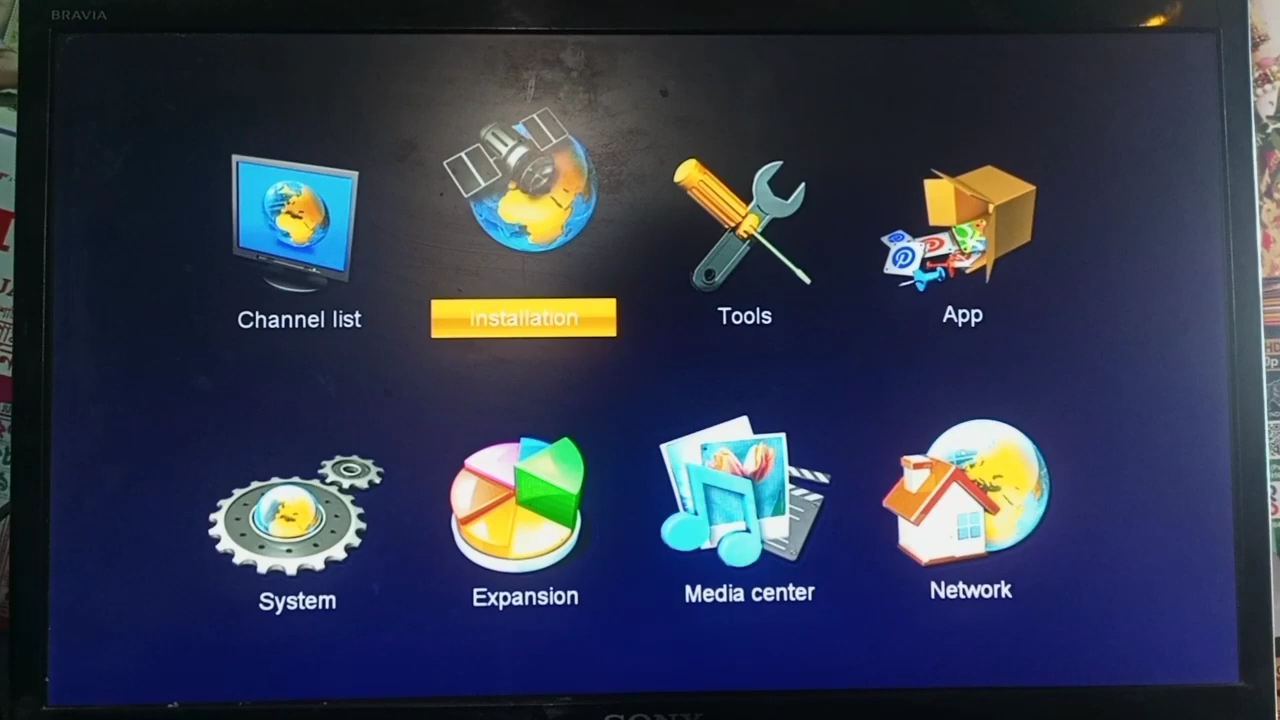 BRAVIA
Channel list
Installation
Tools
App
System
Expansion
Media center
Network
SONY